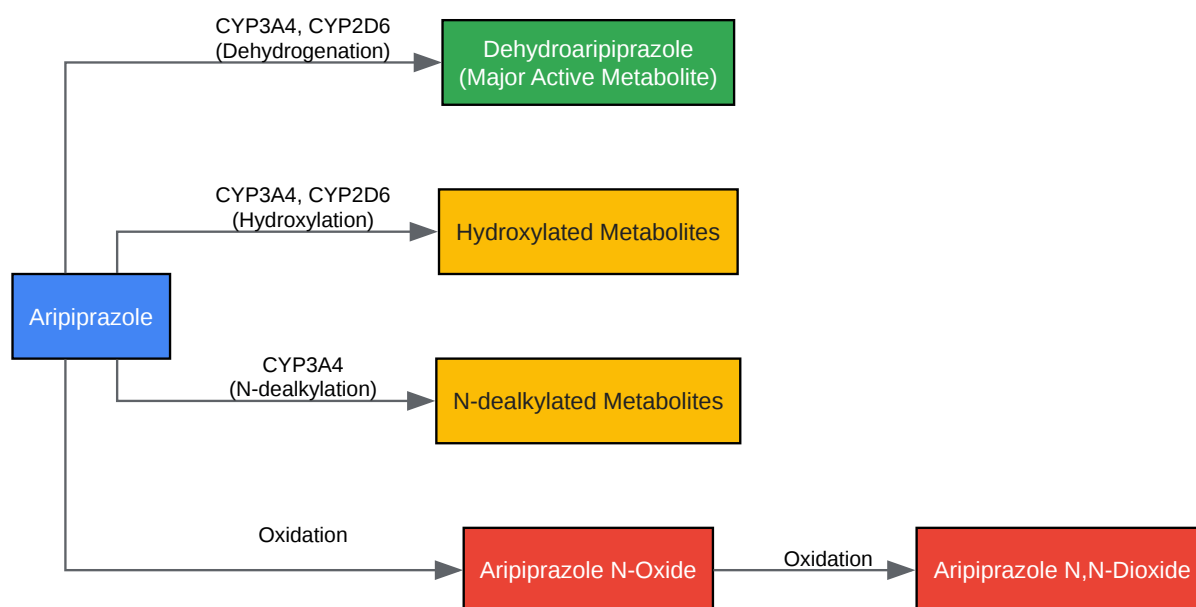 CYP3A4, CYP2D6
(Dehydrogenation)
Dehydroaripiprazole
(Major Active Metabolite)
CYP3A4, CYP2D6
(Hydroxylation)
Hydroxylated Metabolites
Aripiprazole
CYP3A4
(N-dealkylation)
N-dealkylated Metabolites
Oxidation
Aripiprazole N-Oxide
Oxidation
Aripiprazole N,N-Dioxide